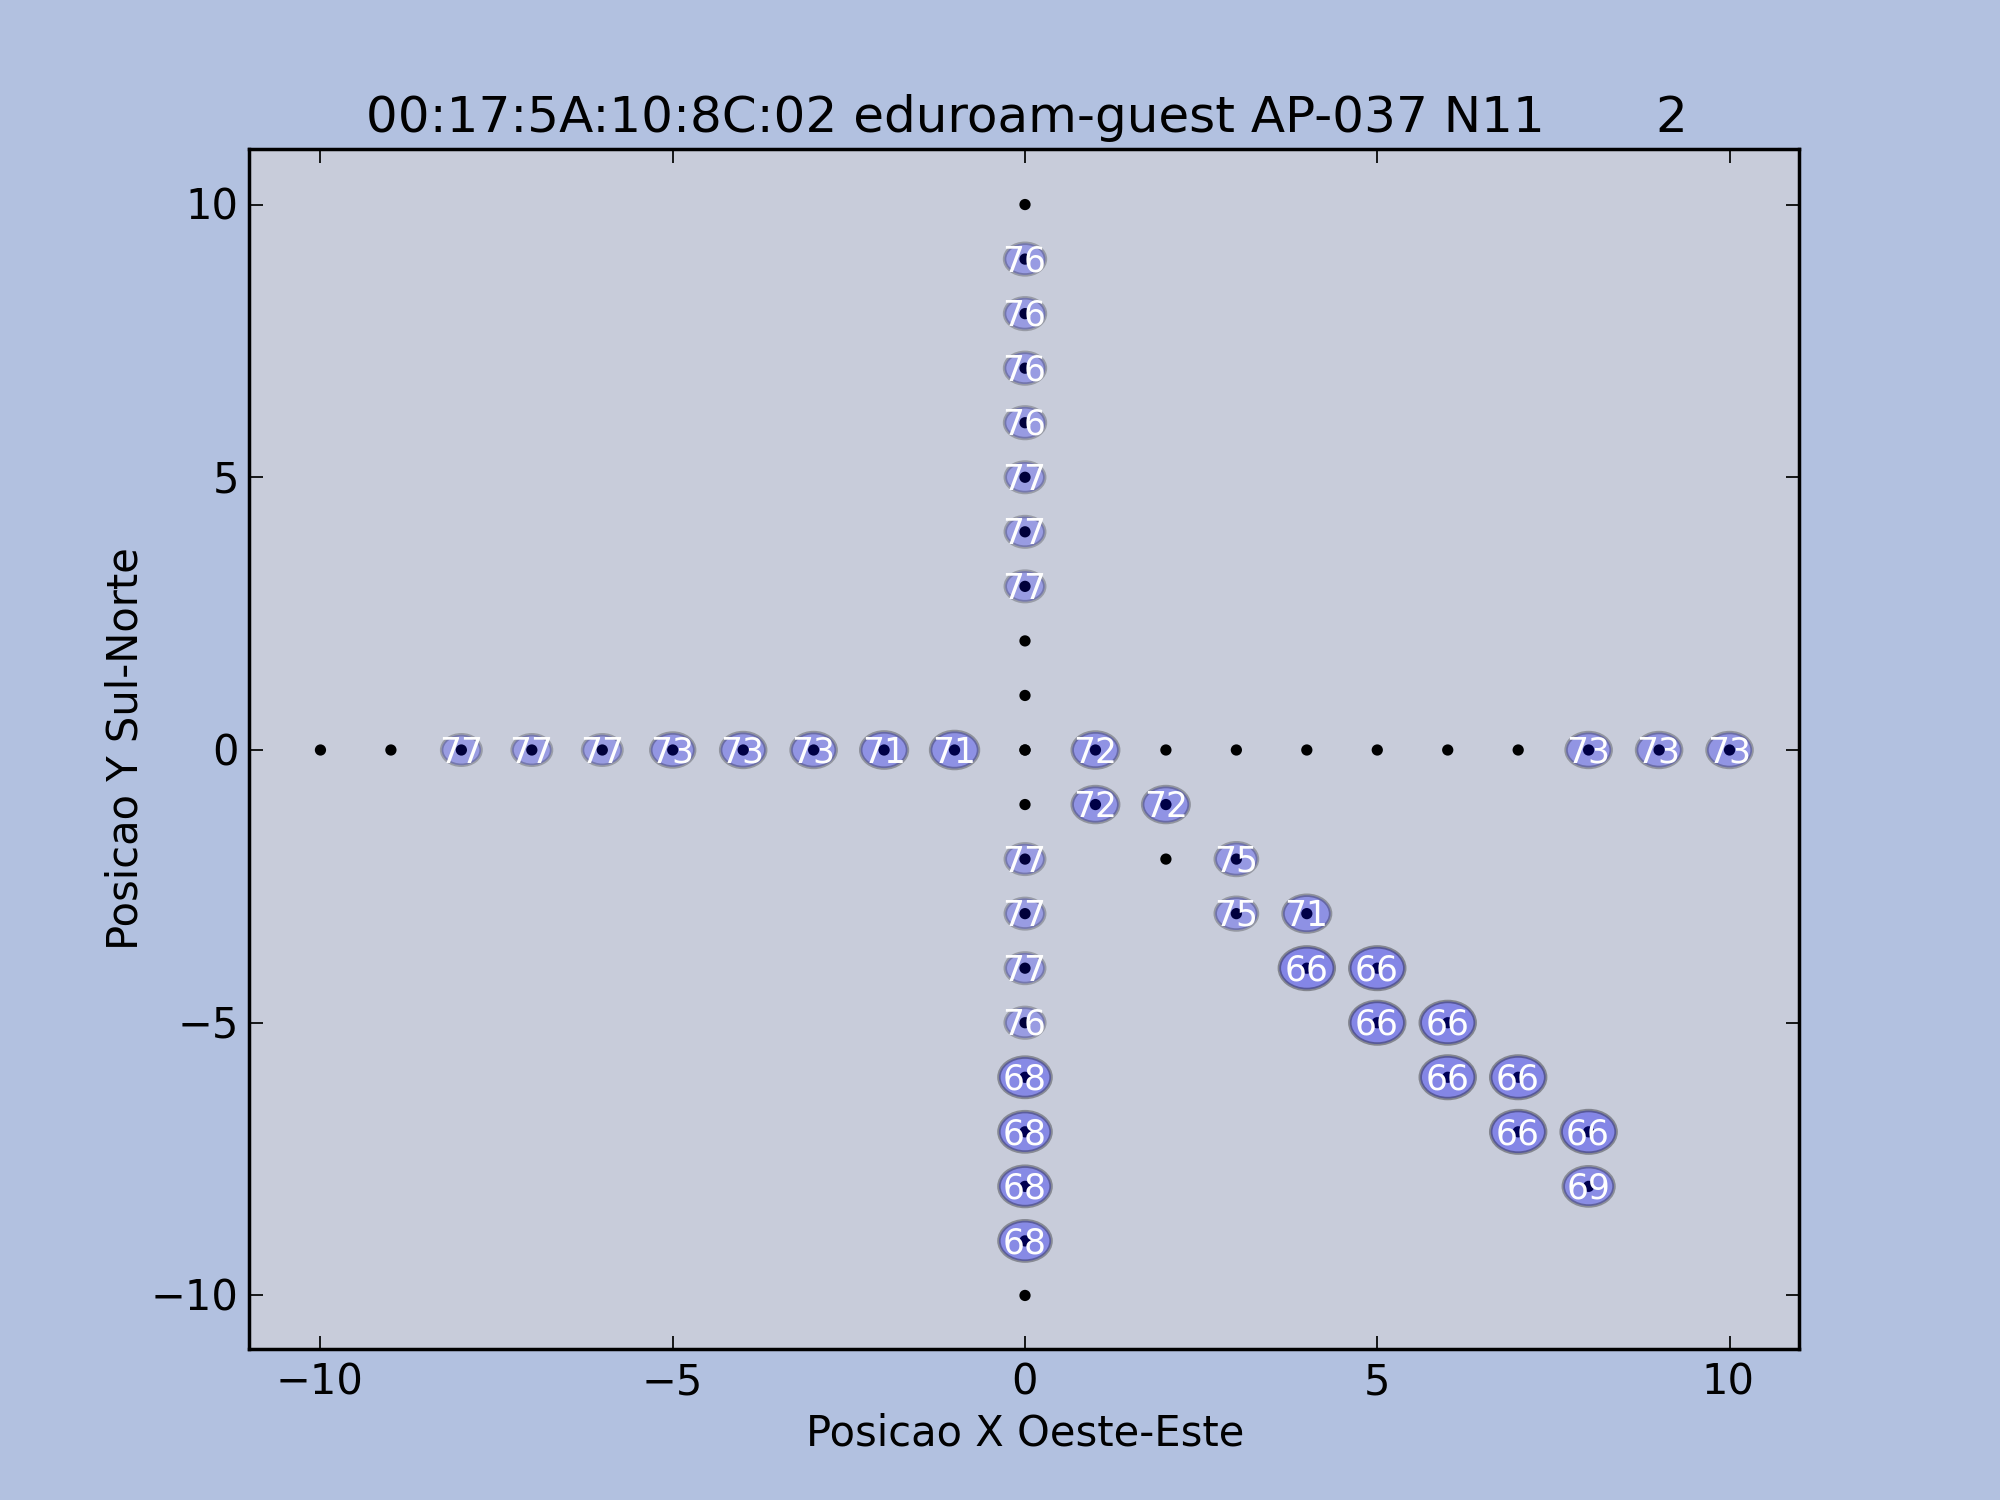 00:17:5A:10:8C:02 eduroam-guest AP-037 N11 2
10
76
76
76
76
5
77
77
77
0
77 77 77 73 73 73 71 71 72 73 73 73
72 72
77 75
77 75 71
77 66 66
−5
76 66 66
68 66 66
68 66 66
68 69
68
−10
−10 −5 0 5 10
Posicao X Oeste-Este
Posicao Y Sul-Norte